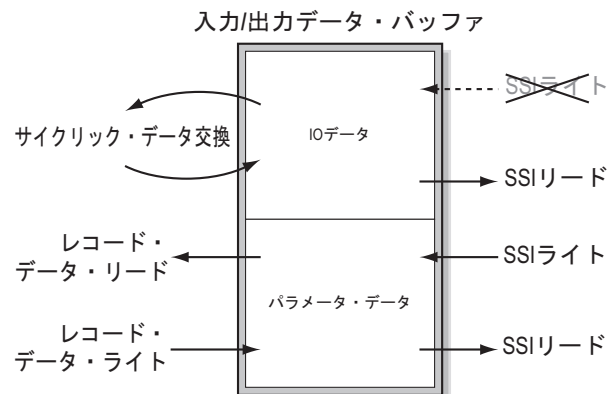 入力/出力データ・バッファ
SSIライト
サイクリック・データ交換
IOデータ
SSIリード
レコード・
データ・リード
SSIライト
パラメータ・データ
レコード・
データ・ライト
SSIリード